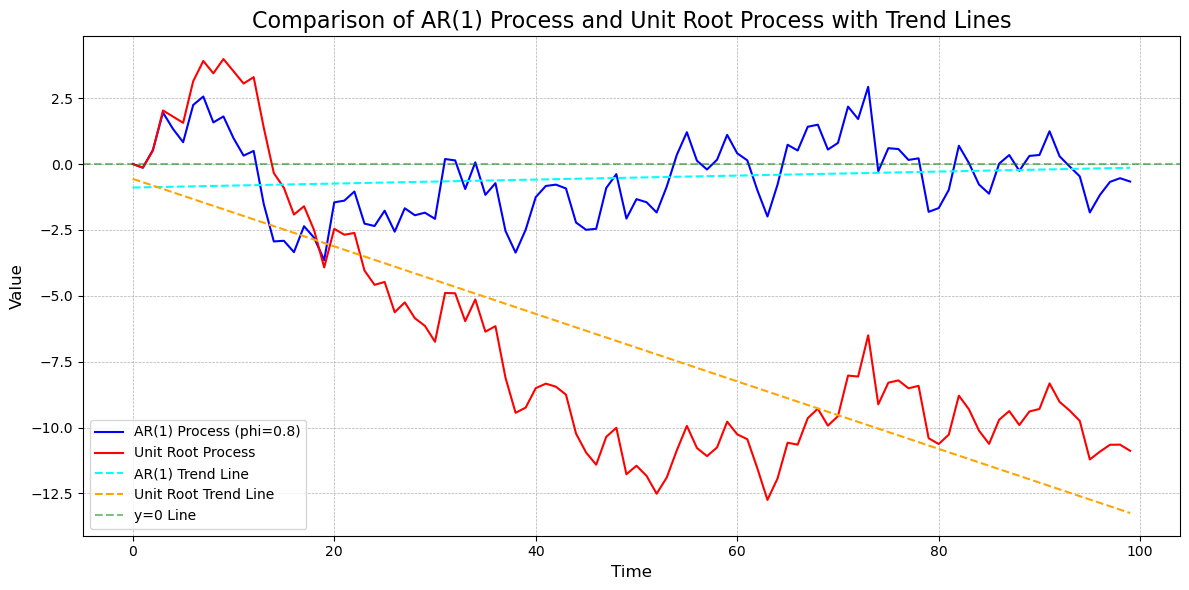 Comparison of AR(1) Process and Unit Root Process with Trend Lines
Value
2.5
0.0
−2.5
−5.0
−7.5
−10.0
−12.5
AR(1) Process (phi=0.8)
Unit Root Process
AR(1) Trend Line
Unit Root Trend Line
y=0 Line
0 20 40 60 80 100
Time